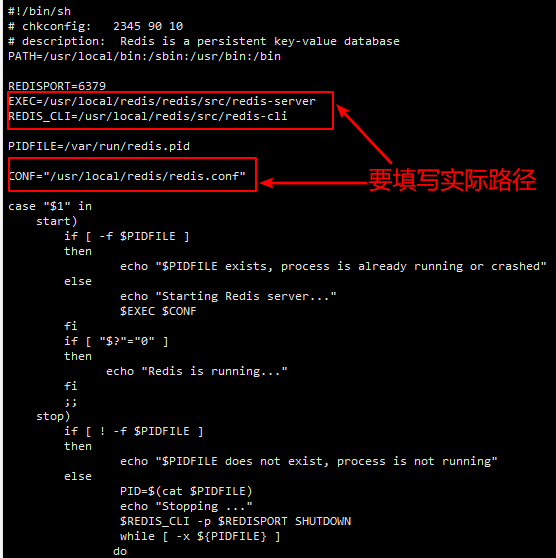 #!/bin/sh
# chkconfig:   2345 90 10
# description:  Redis is a persistent key-value database
PATH=/usr/local/bin:/sbin:/usr/bin:/bin
REDISPORT=6379
EXEC=/usr/local/redis/redis/src/redis-server
REDIS_CLI=/usr/local/redis/src/redis-cli
PIDFILE=/var/run/redis.pid
CONF="/usr/local/redis/redis.conf"
要填写实际路径
case "$1" in
    start)
        if [ -f $PIDFILE ]
        then
                echo "$PIDFILE exists, process is already running or crashed"
        else
                echo "Starting Redis server..."
                $EXEC $CONF
        fi
        if [ "$?"="0" ]
        then
              echo "Redis is running..."
        fi
        ;;
    stop)
        if [ ! -f $PIDFILE ]
        then
                echo "$PIDFILE does not exist, process is not running"
        else
                PID=$(cat $PIDFILE)
                echo "Stopping ..."
                $REDIS_CLI -p $REDISPORT SHUTDOWN
                while [ -x ${PIDFILE} ]
               do